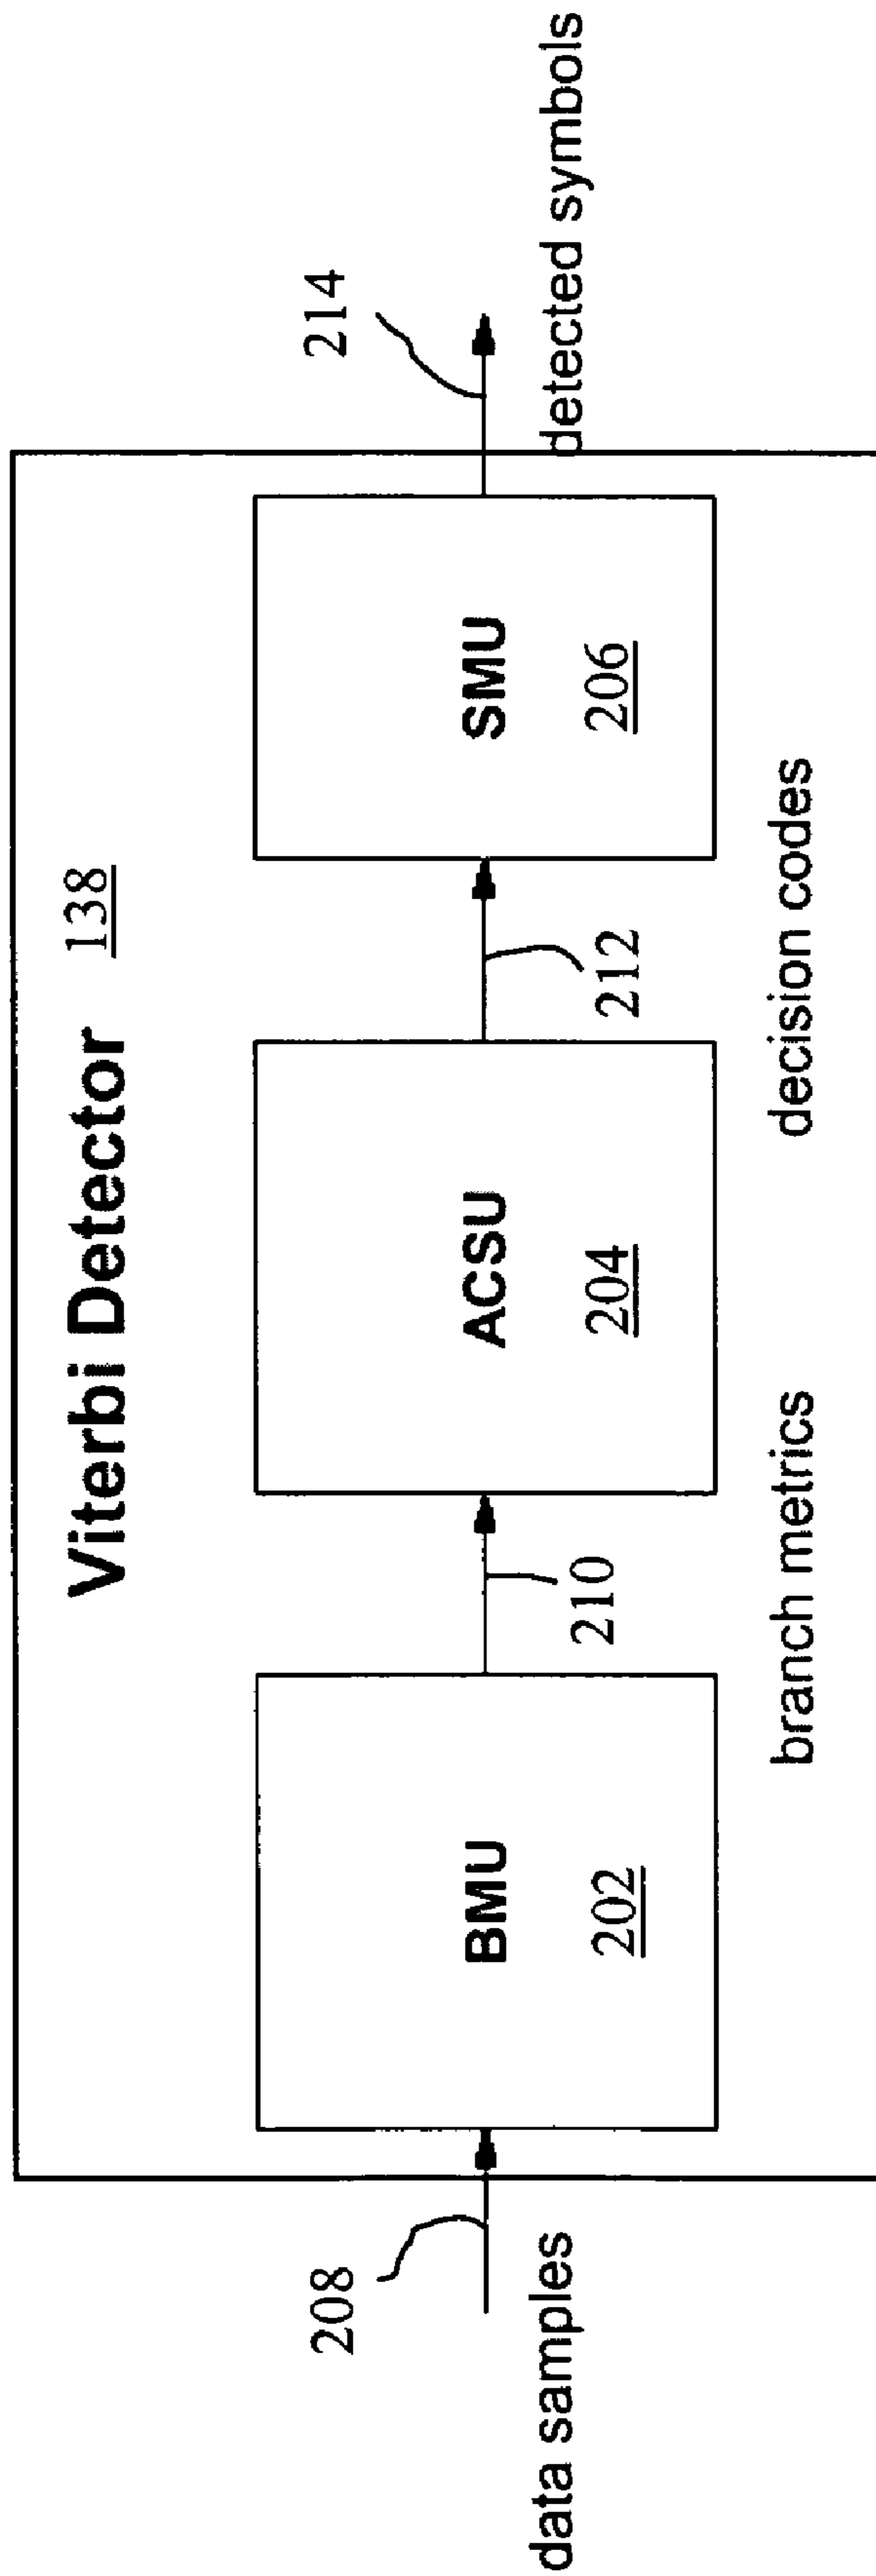 Viterbi Detector 138
208
data samples
BMU
202
210
branch metrics
ACSU
204
212
decision codes
SMU
206
214
detected symbols